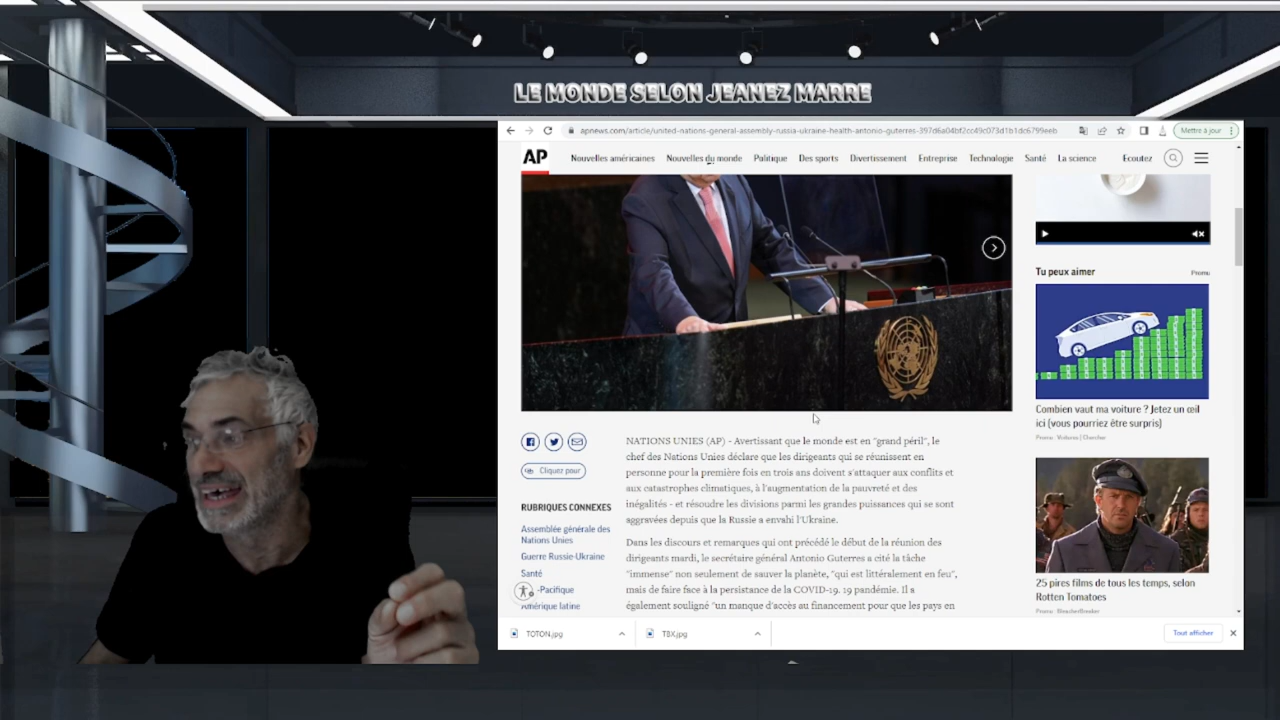 LE MONDE SELON JEANEZ MARRE
apnews.com/article/united-nations-general-assembly-russia-ukraine-health-antonio-guterres-397d6a04bf2cc49c073d1b1dc6799eeb
Mettre à jour
AP
Nouvelles américaines Nouvelles du monde Politique Des sports Divertissement Entreprise Technologie Santé La science Ecoutez
Tu peux aimer
Promu
Combien vaut ma voiture ? Jetez un œil
ici (vous pourriez être surpris)
Promu : Voitures | Chercher
Cliquez pour
RUBRIQUES CONNEXES
Assemblée générale des
Nations Unies
Guerre Russie-Ukraine
Santé
-Pacifique
Amérique latine
NATIONS UNIES (AP) - Avertissant que le monde est en "grand péril", le
chef des Nations Unies déclare que les dirigeants qui se réunissent en
personne pour la première fois en trois ans doivent s'attaquer aux conflits et
aux catastrophes climatiques, à l'augmentation de la pauvreté et des
inégalités - et résoudre les divisions parmi les grandes puissances qui se sont
aggravées depuis que la Russie a envahi l'Ukraine.
Dans les discours et remarques qui ont précédé le début de la réunion des
dirigeants mardi, le secrétaire général Antonio Guterres a cité la tâche
"immense" non seulement de sauver la planète, "qui est littéralement en feu",
mais de faire face à la persistance de la COVID-19. 19 pandémie. Il a
également souligné "un manque d'accès au financement pour que les pays en
25 pires films de tous les temps, selon
Rotten Tomatoes
Promu : BleacherBreaker
TOTON.jpg
TBX.jpg
Tout afficher